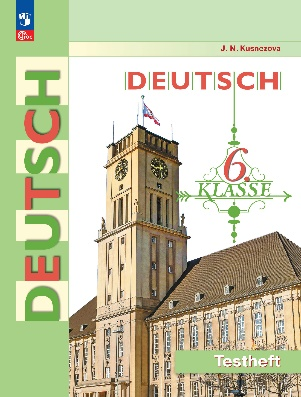 J. N. Kusnezova
DEUTSCH
DEUTSCH
6
KLASSE
Testheft